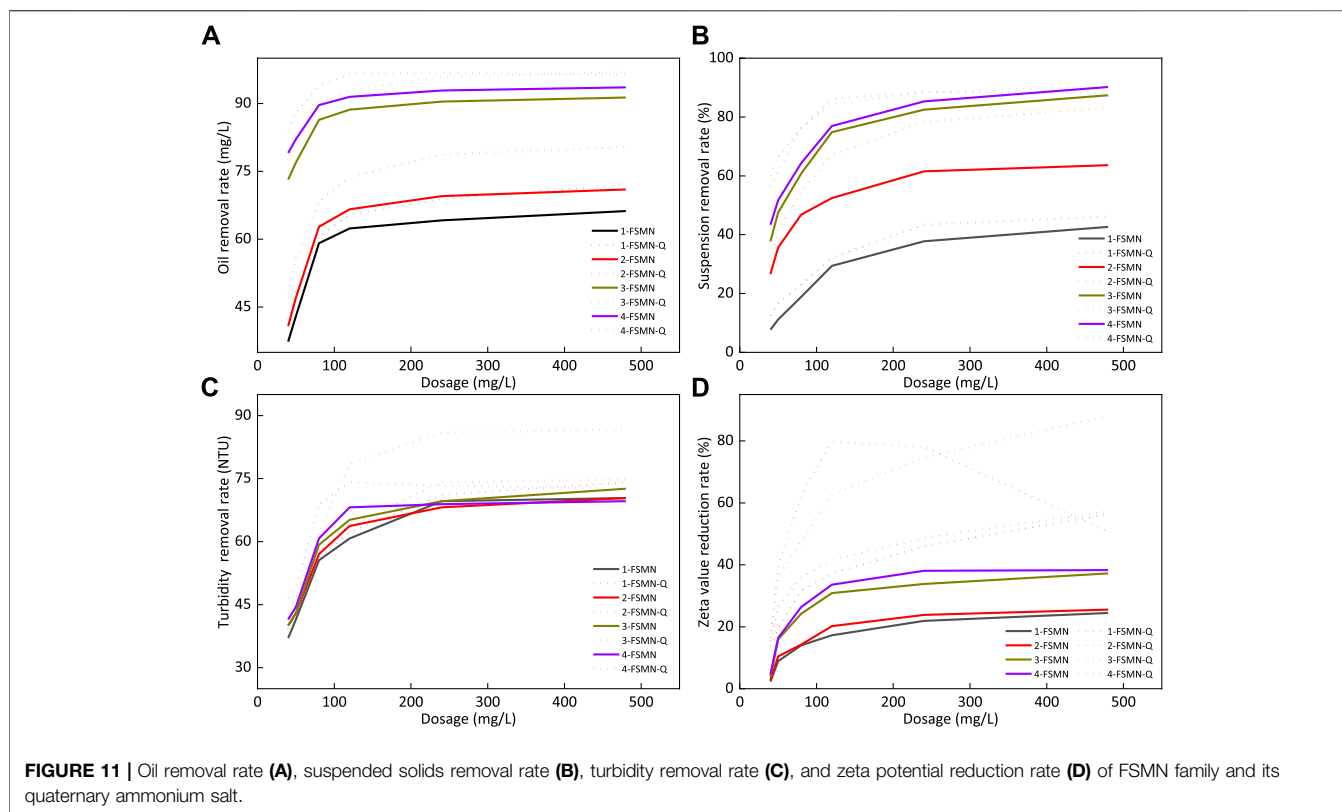 A
Oil removal rate (mg/L)
90
75
60
45
0 100 200 300 400 500
Dosage (mg/L)
1-FSMN
1-FSMN-Q
2-FSMN
2-FSMN-Q
3-FSMN
3-FSMN-Q
4-FSMN
4-FSMN-Q
B
Suspension removal rate (%)
100
80
60
40
20
0
0 100 200 300 400 500
Dosage (mg/L)
1-FSMN
1-FSMN-Q
2-FSMN
2-FSMN-Q
3-FSMN
3-FSMN-Q
4-FSMN
4-FSMN-Q
C
Turbidity removal rate (NTU)
90
75
60
45
30
0 100 200 300 400 500
Dosage (mg/L)
1-FSMN
1-FSMN-Q
2-FSMN
2-FSMN-Q
3-FSMN
3-FSMN-Q
4-FSMN
4-FSMN-Q
D
Zeta value reduction rate (%)
80
60
40
20
0
0 100 200 300 400 500
Dosage (mg/L)
1-FSMN 1-FSMN-Q
2-FSMN 2-FSMN-Q
3-FSMN 3-FSMN-Q
4-FSMN 4-FSMN-Q
FIGURE 11 | Oil removal rate (A), suspended solids removal rate (B), turbidity removal rate (C), and zeta potential reduction rate (D) of FSMN family and its
quaternary ammonium salt.